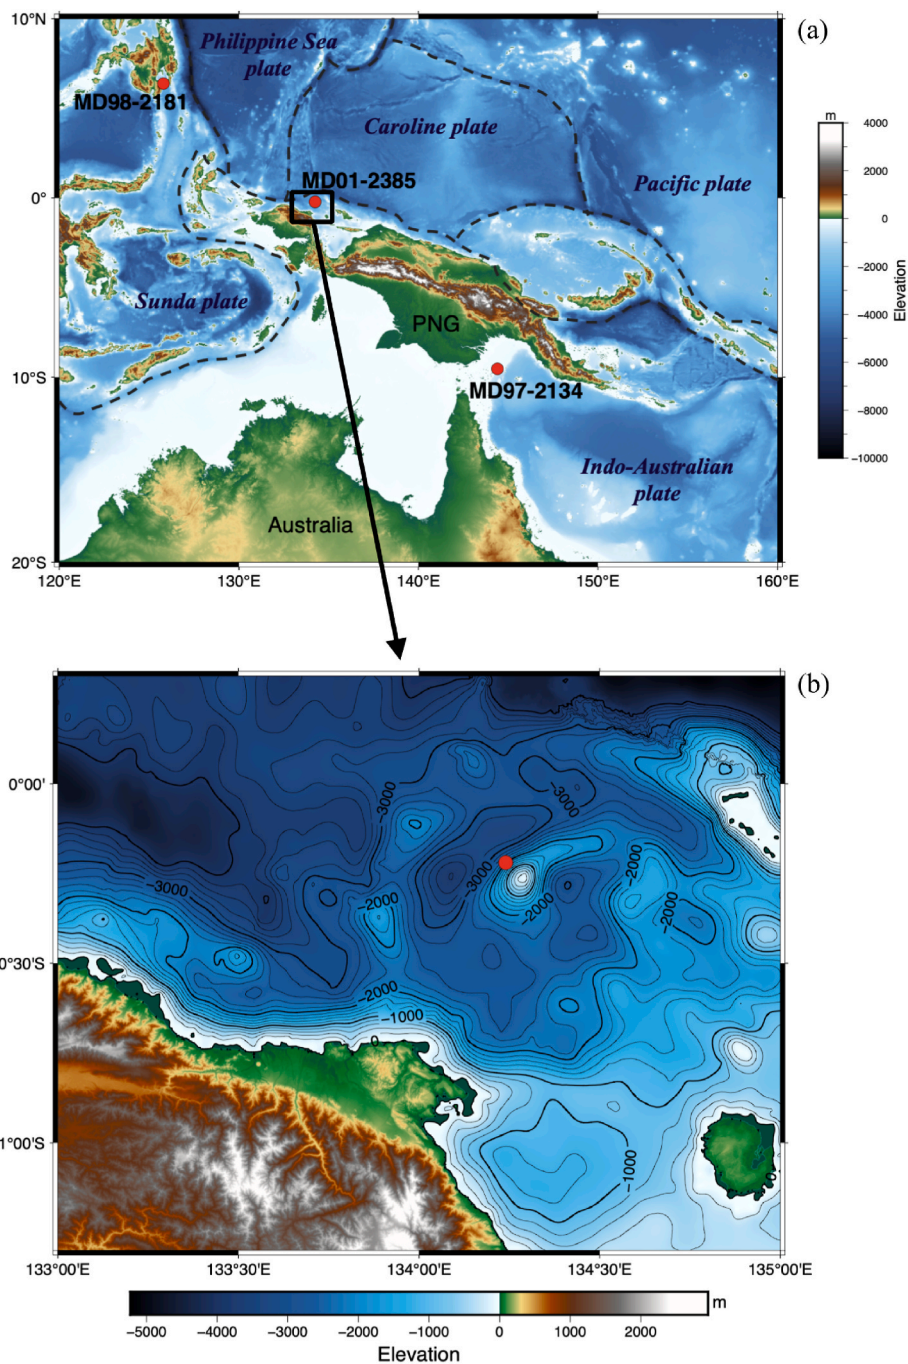 (a)
10°N
0°
10°S
20°S
120°E
130°E
140°E
150°E
160°E
Philippine Sea
plate
MD98-2181
Caroline plate
MD01-2385
Pacific plate
Sunda plate
PNG
MD97-2134
Indo-Australian
plate
Australia
m
4000
2000
0
−2000
−4000
−6000
−8000
−10000
Elevation
(b)
0°00'
0°30'S
1°00'S
−3000
−3000
−3000
−3000
−2000
−2000
−2000
−2000
−2000
−1000
0
−1000
133°00'E
133°30'E
134°00'E
134°30'E
135°00'E
−5000
−4000
−3000
−2000
−1000
0
1000
2000
m
Elevation